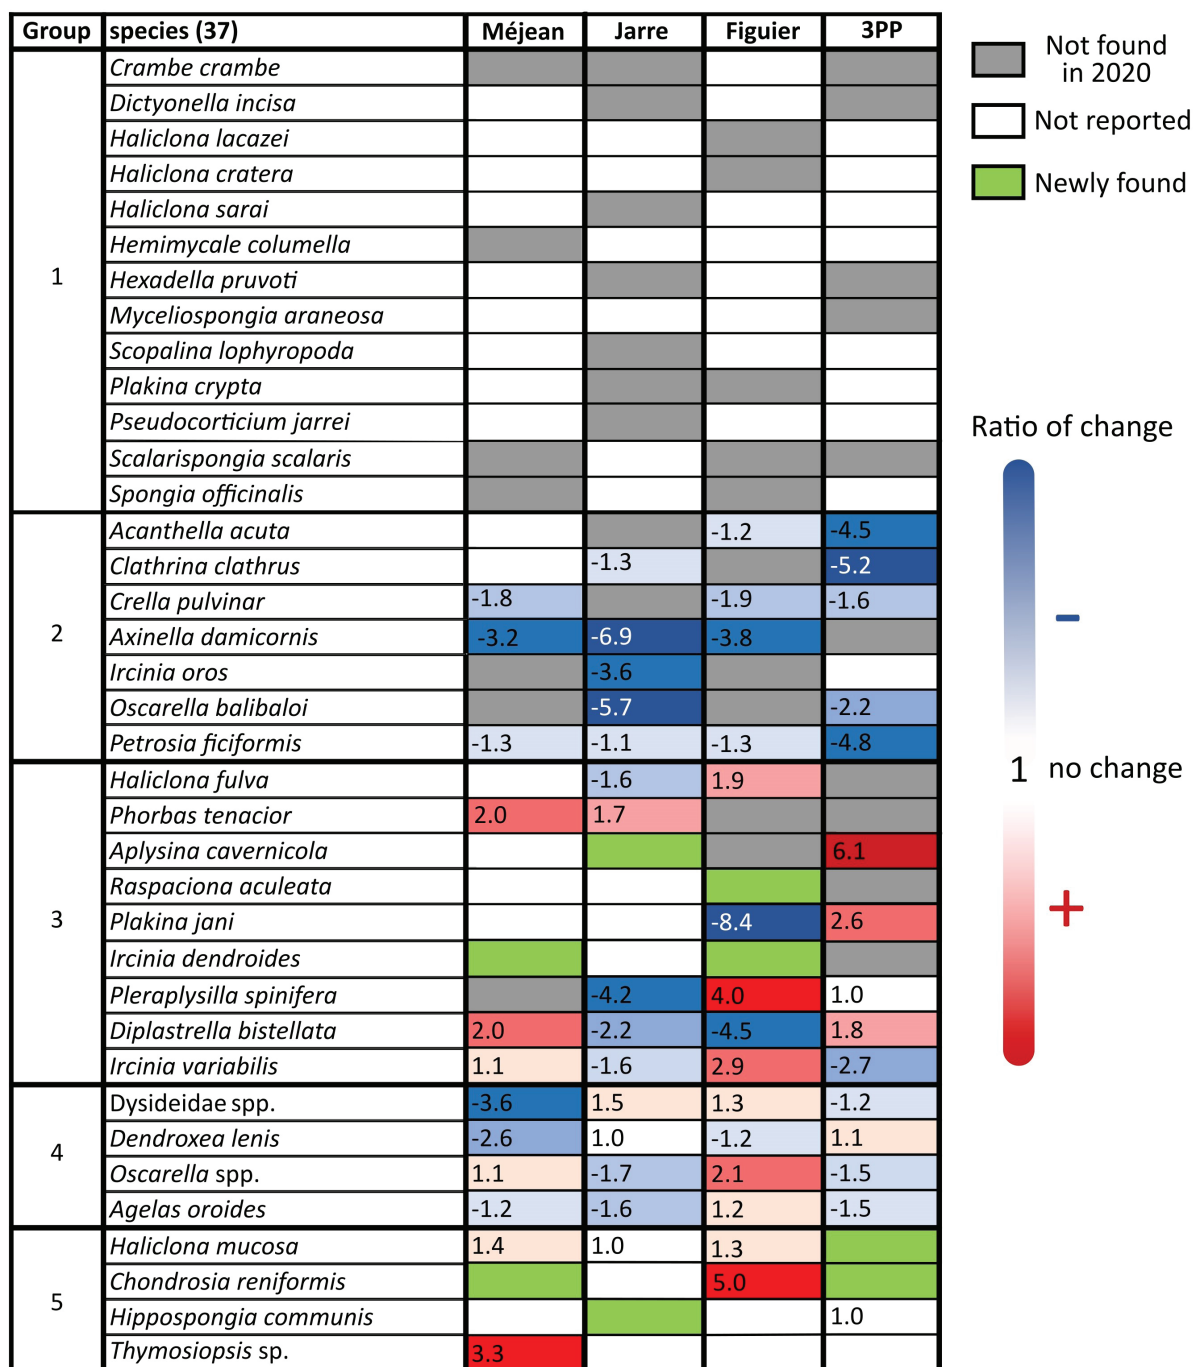 Group species (37) Méjean Jarre Figuier 3PP
Not found
in 2020
Not reported
Newly found
1
Crambe crambe
Dictyonella incisa
Haliclona lacazei
Haliclona cratera
Haliclona sarai
Hemimycale columella
Hexadella pruvoti
Myceliospongia araneosa
Scopalina lophyropoda
Plakina crypta
Pseudocorticium jarrei
Scalarispongia scalaris
Spongia officinalis
2
Acanthella acuta -1.2 -4.5
Clathrina clathrus -1.3 -5.2
Crella pulvinar -1.8 -1.9 -1.6
Axinella damicornis -3.2 -6.9 -3.8
Ircinia oros -3.6
Oscarella balibaloi -5.7 -2.2
Petrosia ficiformis -1.3 -1.1 -1.3 -4.8
3
Haliclona fulva -1.6 1.9
Phorbas tenacior 2.0 1.7
Aplysina cavernicola 6.1
Raspaciona aculeata
Plakina jani -8.4 2.6
Ircinia dendroides
Pleraplysilla spinifera -4.2 4.0 1.0
Diplastrella bistellata 2.0 -2.2 -4.5 1.8
Ircinia variabilis 1.1 -1.6 2.9 -2.7
4
Dysideidae spp. -3.6 1.5 1.3 -1.2
Dendroxea lenis -2.6 1.0 -1.2 1.1
Oscarella spp. 1.1 -1.7 2.1 -1.5
Agelas oroides -1.2 -1.6 1.2 -1.5
5
Haliclona mucosa 1.4 1.0 1.3
Chondrosia reniformis 5.0
Hippospongia communis 1.0
Thymosiopsis sp. 3.3
Ratio of change
−
1 no change
+